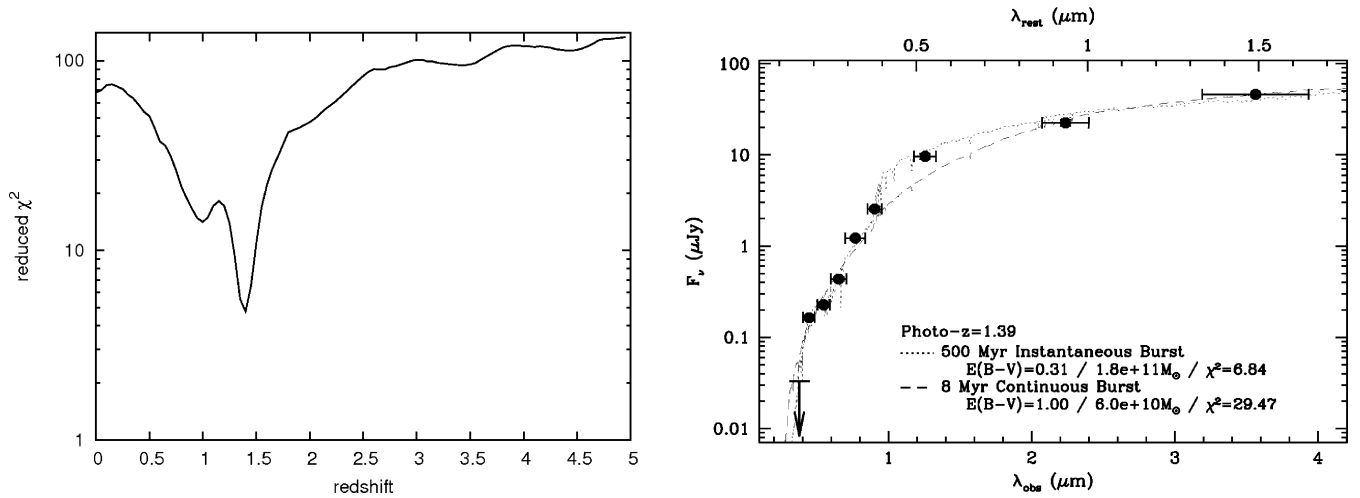 100
10
1
reduced χ²
0 0.5 1 1.5 2 2.5 3 3.5 4 4.5 5
redshift
λrest (μm)
0.5 1 1.5
100
10
1
0.1
0.01
Fν (μJy)
Photo-z=1.39
500 Myr Instantaneous Burst
E(B-V)=0.31 / 1.8e+11M⊙ / χ²=6.84
8 Myr Continuous Burst
E(B-V)=1.00 / 6.0e+10M⊙ / χ²=29.47
1 2 3 4
λobs (μm)